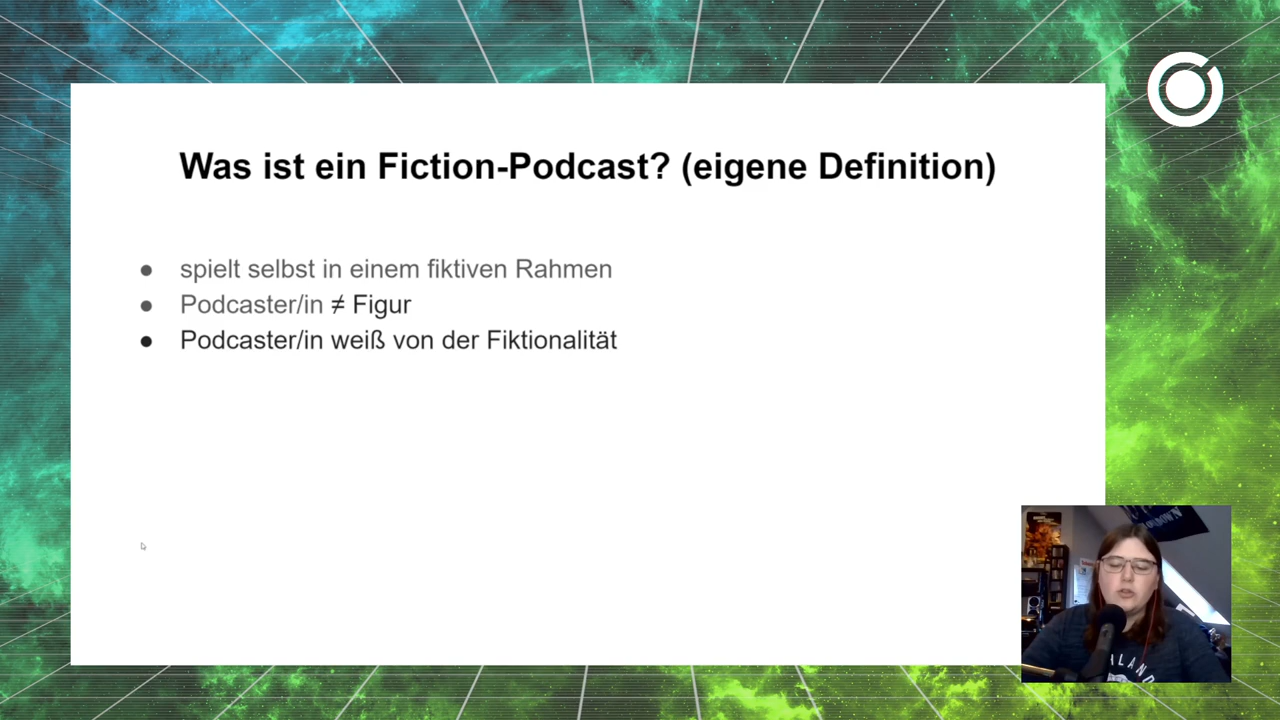 Was ist ein Fiction-Podcast? (eigene Definition)
● spielt selbst in einem fiktiven Rahmen
● Podcaster/in ≠ Figur
● Podcaster/in weiß von der Fiktionalität